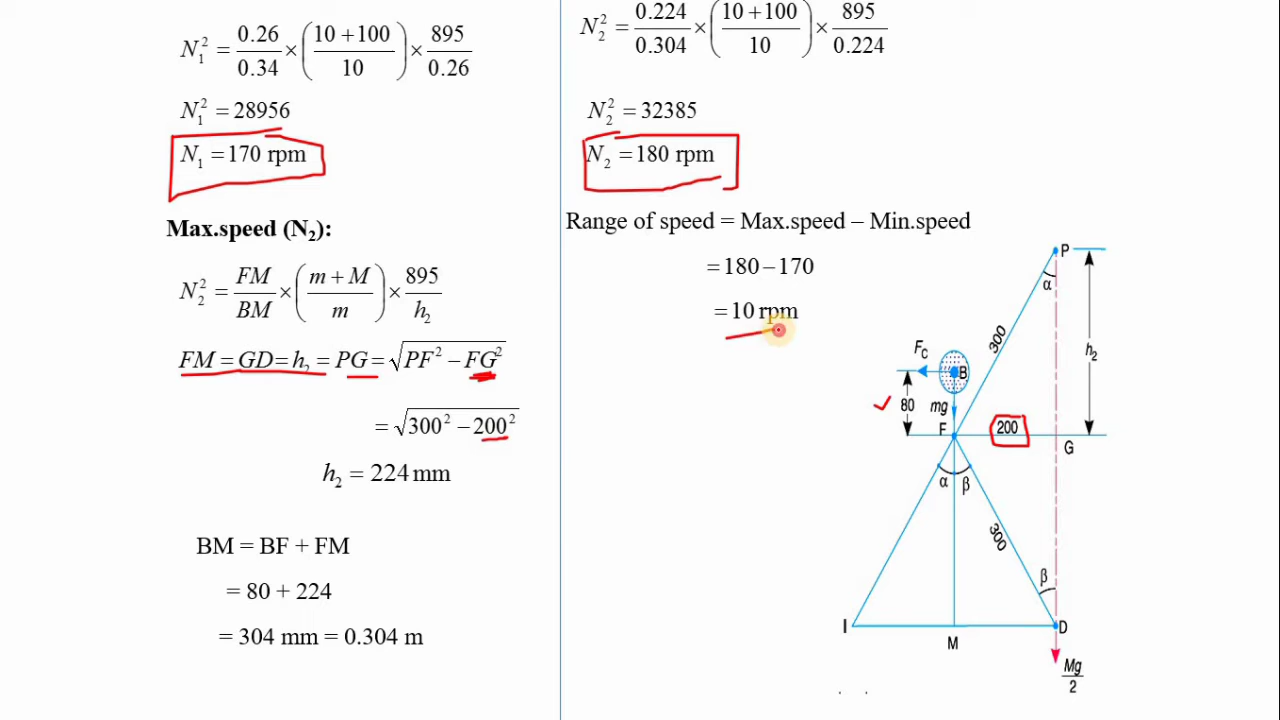 N₁² = 0.26/0.34 × ((10 + 100)/10) × 895/0.26
N₁² = 28956
N₁ = 170 rpm
Max.speed (N₂):
N₂² = FM/BM × ((m + M)/m) × 895/h₂
FM = GD = h₂ = PG = √(PF² − FG²)
= √(300² − 200²)
h₂ = 224 mm
BM = BF + FM
= 80 + 224
= 304 mm = 0.304 m
N₂² = 0.224/0.304 × ((10 + 100)/10) × 895/0.224
N₂² = 32385
N₂ = 180 rpm
Range of speed = Max.speed − Min.speed
= 180 − 170
= 10 rpm
P
α
300
h₂
F_C
B
80
mg
F
200
G
α
β
300
β
I
M
D
Mg/2